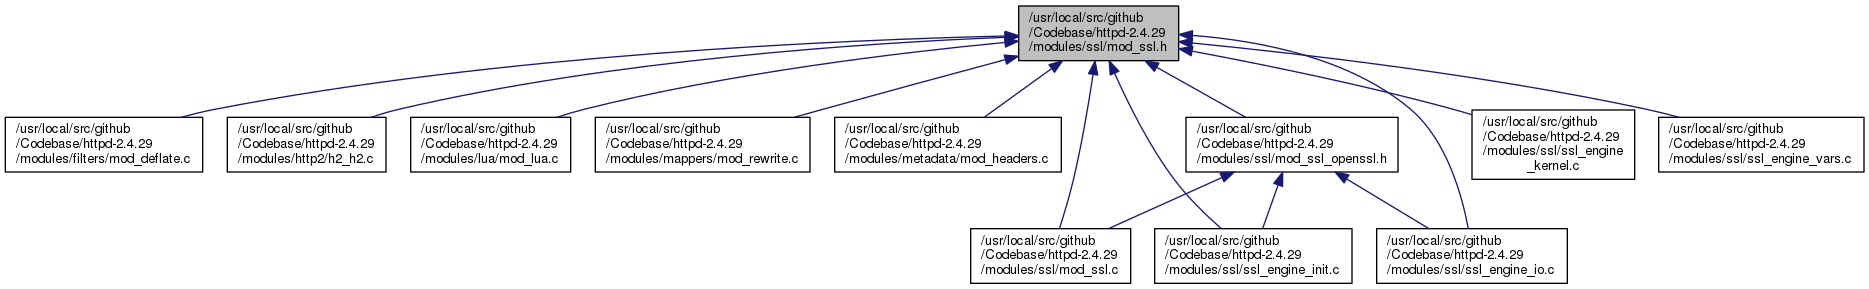 /usr/local/src/github
/Codebase/httpd-2.4.29
/modules/ssl/mod_ssl.h
/usr/local/src/github
/Codebase/httpd-2.4.29
/modules/filters/mod_deflate.c
/usr/local/src/github
/Codebase/httpd-2.4.29
/modules/http2/h2_h2.c
/usr/local/src/github
/Codebase/httpd-2.4.29
/modules/lua/mod_lua.c
/usr/local/src/github
/Codebase/httpd-2.4.29
/modules/mappers/mod_rewrite.c
/usr/local/src/github
/Codebase/httpd-2.4.29
/modules/metadata/mod_headers.c
/usr/local/src/github
/Codebase/httpd-2.4.29
/modules/ssl/mod_ssl_openssl.h
/usr/local/src/github
/Codebase/httpd-2.4.29
/modules/ssl/ssl_engine
_kernel.c
/usr/local/src/github
/Codebase/httpd-2.4.29
/modules/ssl/ssl_engine_vars.c
/usr/local/src/github
/Codebase/httpd-2.4.29
/modules/ssl/mod_ssl.c
/usr/local/src/github
/Codebase/httpd-2.4.29
/modules/ssl/ssl_engine_init.c
/usr/local/src/github
/Codebase/httpd-2.4.29
/modules/ssl/ssl_engine_io.c